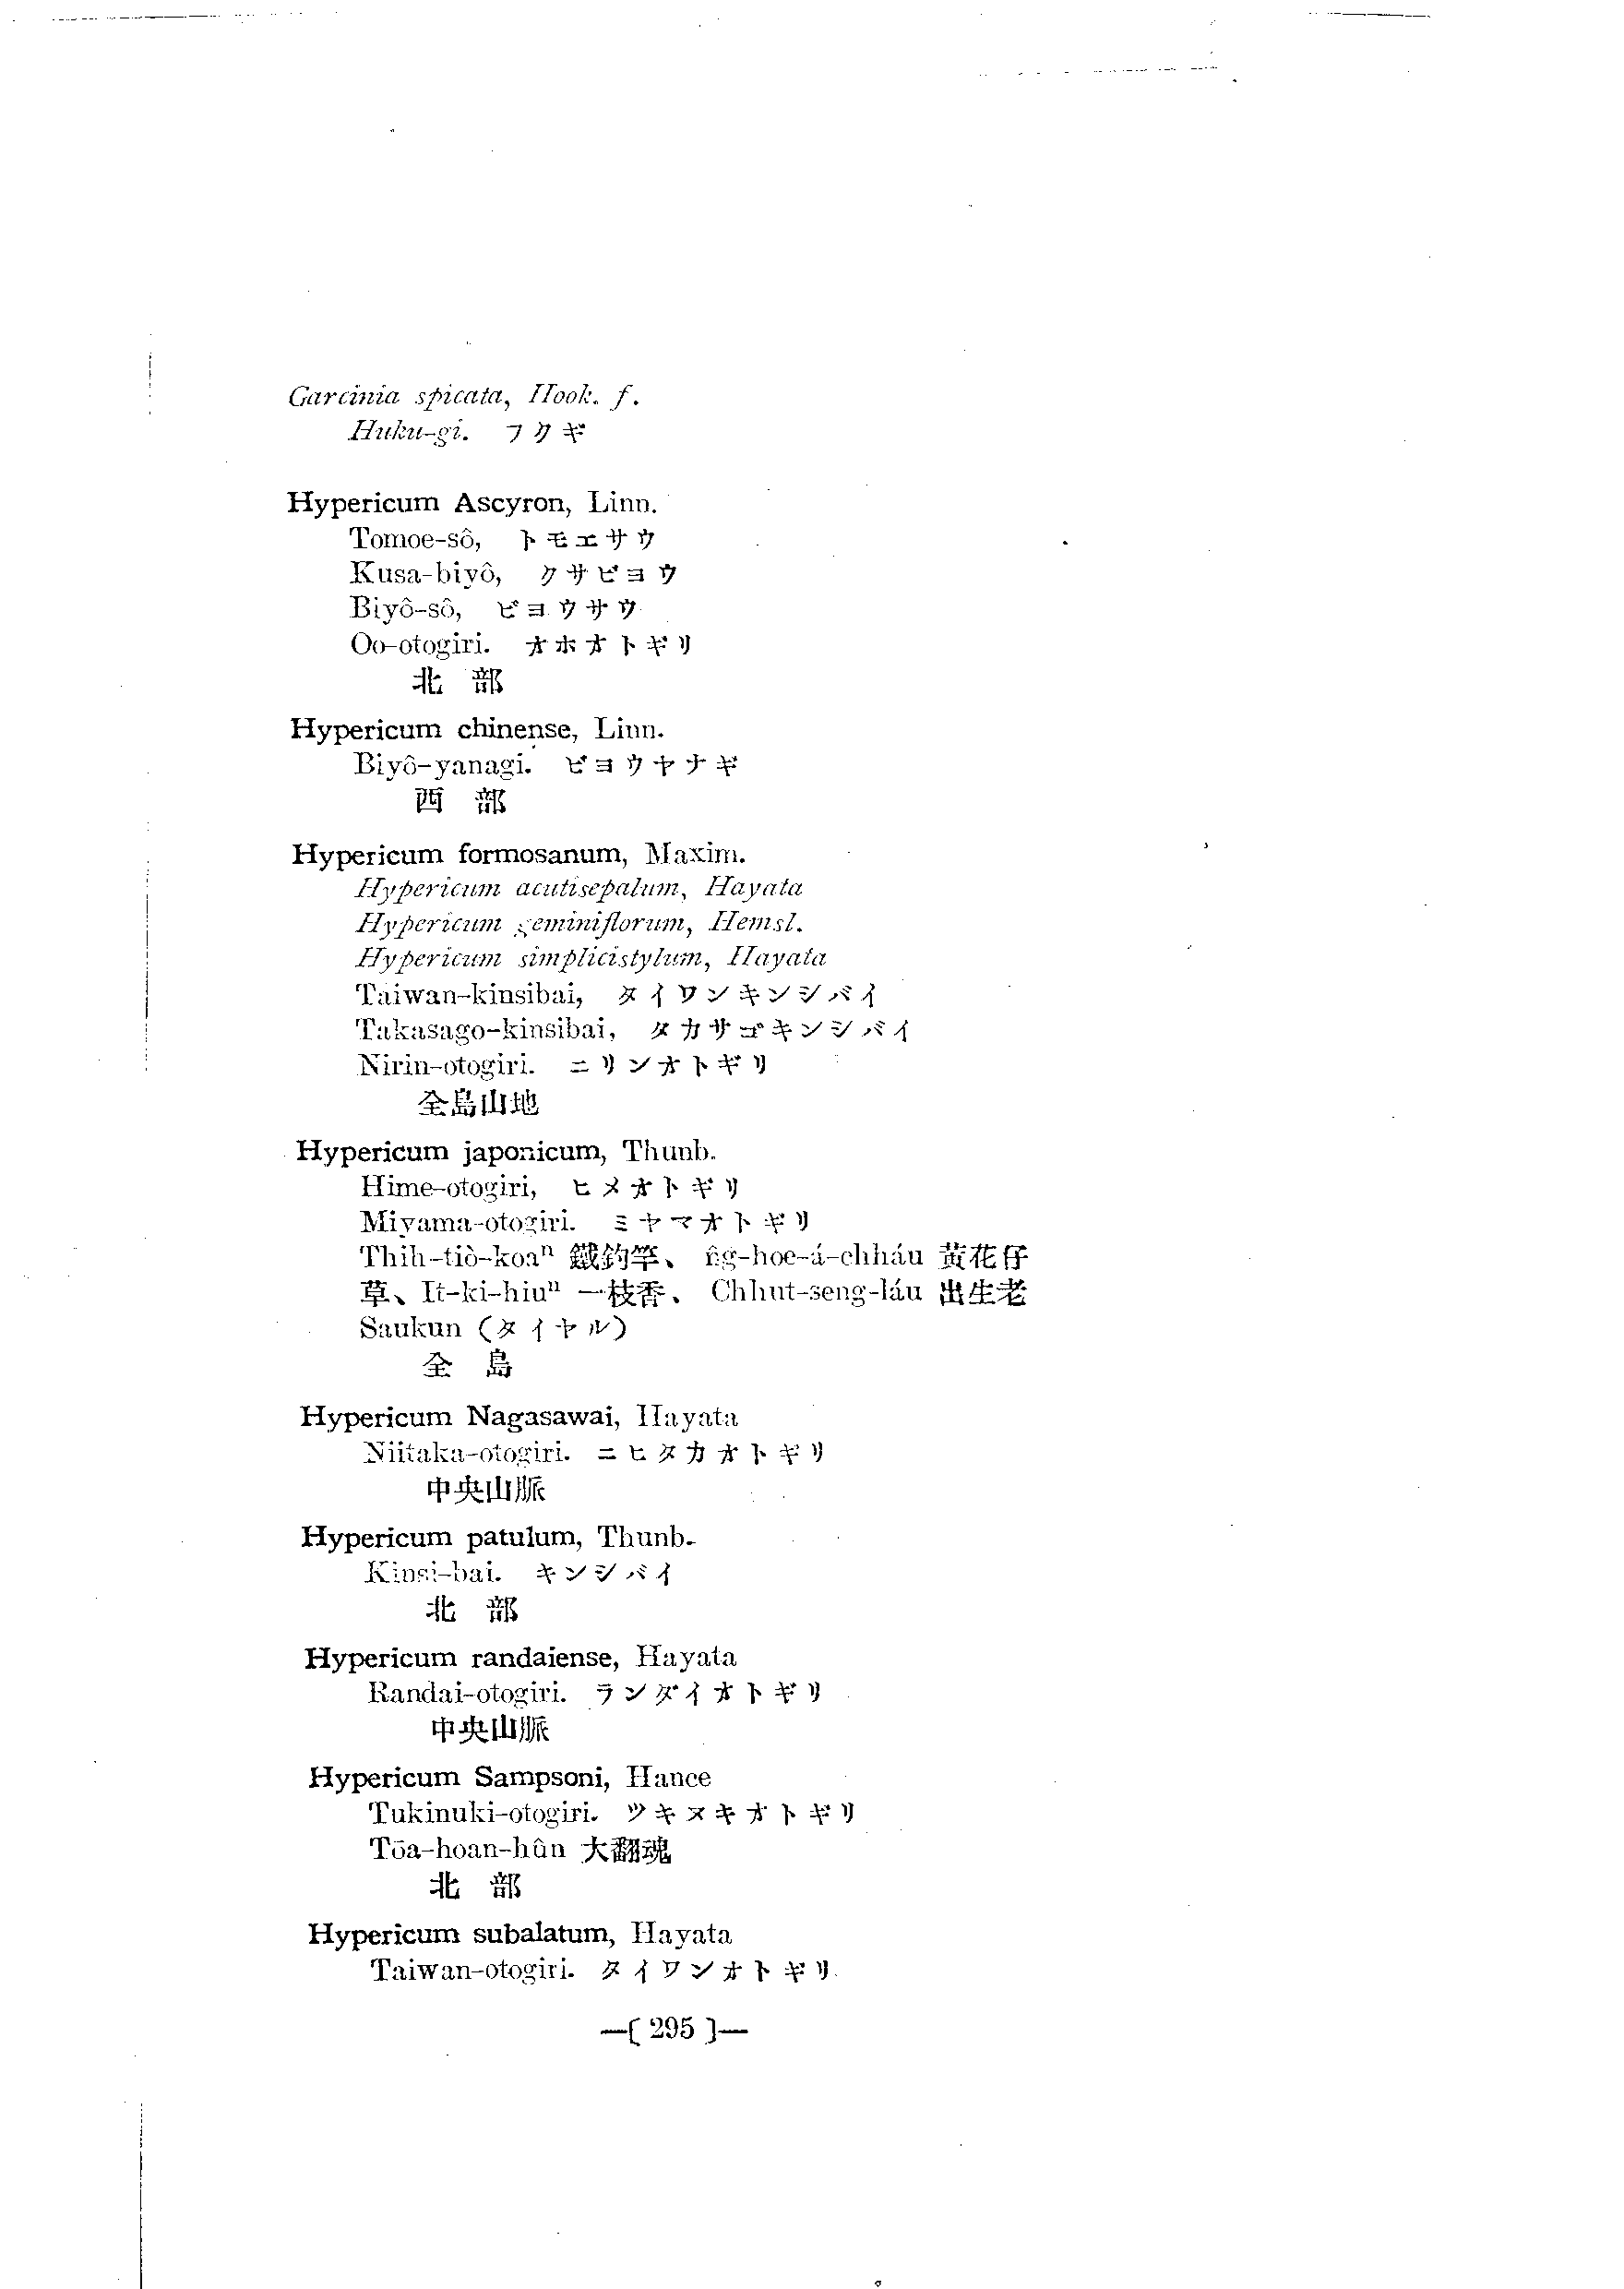 Garcinia spicata, Hook. f.
Huku-gi. フクギ
Hypericum Ascyron, Linn.
Tomoe-sô, トモエサウ
Kusa-biyô, クサビヨウ
Biyô-sô, ビヨウサウ
Oo-otogiri. オホオトギリ
北 部
Hypericum chinense, Linn.
Biyô-yanagi. ビヨウヤナギ
西 部
Hypericum formosanum, Maxim.
Hypericum acutisepalum, Hayata
Hypericum geminiflorum, Hemsl.
Hypericum simplicistylum, Hayata
Taiwan-kinsibai, タイワンキンシバイ
Takasago-kinsibai, タカサゴキンシバイ
Nirin-otogiri. ニリンオトギリ
全島山地
Hypericum japonicum, Thunb.
Hime-otogiri, ヒメオトギリ
Miyama-otogiri. ミヤマオトギリ
Thih-tiò-koaⁿ 鐵釣竿、 n̂g-hoe-á-chháu 黄花仔
草、It-ki-hiuⁿ 一枝香、 Chhut-seng-láu 出生老
Saukun (タイヤル)
全 島
Hypericum Nagasawai, Hayata
Niitaka-otogiri. ニヒタカオトギリ
中央山脈
Hypericum patulum, Thunb.
Kinsi-bai. キンシバイ
北 部
Hypericum randaiense, Hayata
Randai-otogiri. ランダイオトギリ
中央山脈
Hypericum Sampsoni, Hance
Tukinuki-otogiri. ツキヌキオトギリ
Tōa-hoan-hûn 大翻魂
北 部
Hypericum subalatum, Hayata
Taiwan-otogiri. タイワンオトギリ
—[ 295 ]—